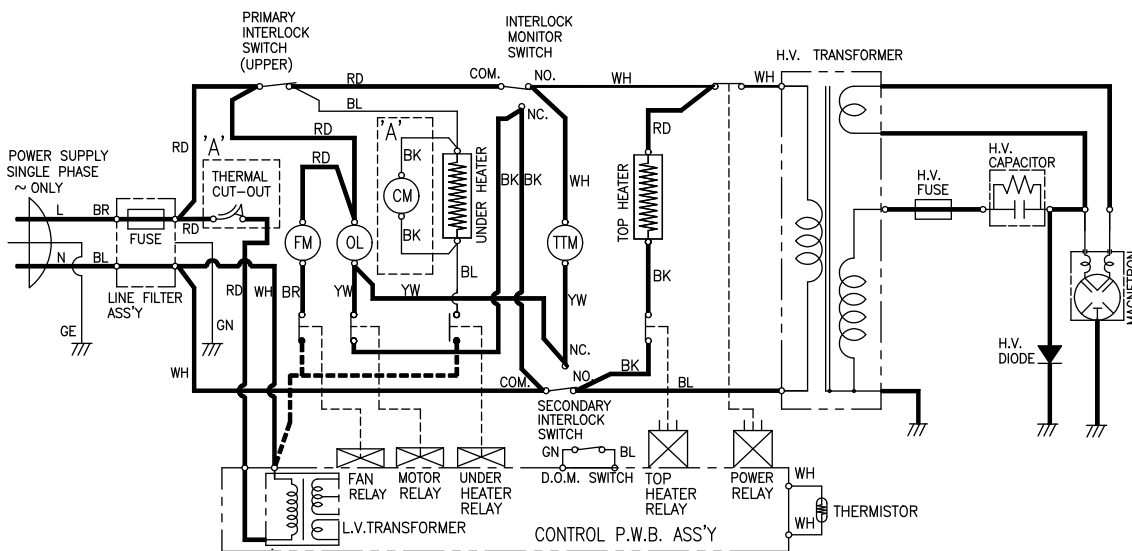 PRIMARY
INTERLOCK
SWITCH
(UPPER)
INTERLOCK
MONITOR
SWITCH
H.V. TRANSFORMER
RD
COM.
NO.
WH
WH
BL
NC.
RD
'A'
RD
'A'
RD
BK
BK
BK
RD
H.V.
CAPACITOR
POWER SUPPLY
SINGLE PHASE
~ ONLY
THERMAL
CUT-OUT
CM
UNDER HEATER
WH
TOP HEATER
H.V.
FUSE
L
BR
FUSE
RD
FM
OL
BK
TTM
N
BL
BL
BK
MAGNETRON
LINE FILTER
ASS'Y
RD
WH
BR
YW
YW
YW
GE
GN
NC.
H.V.
DIODE
WH
COM.
NO.
BK
BL
SECONDARY
INTERLOCK
SWITCH
GN
BL
FAN
RELAY
MOTOR
RELAY
UNDER
HEATER
RELAY
D.O.M. SWITCH
TOP
HEATER
RELAY
POWER
RELAY
WH
THERMISTOR
WH
L.V.TRANSFORMER
CONTROL P.W.B. ASS'Y